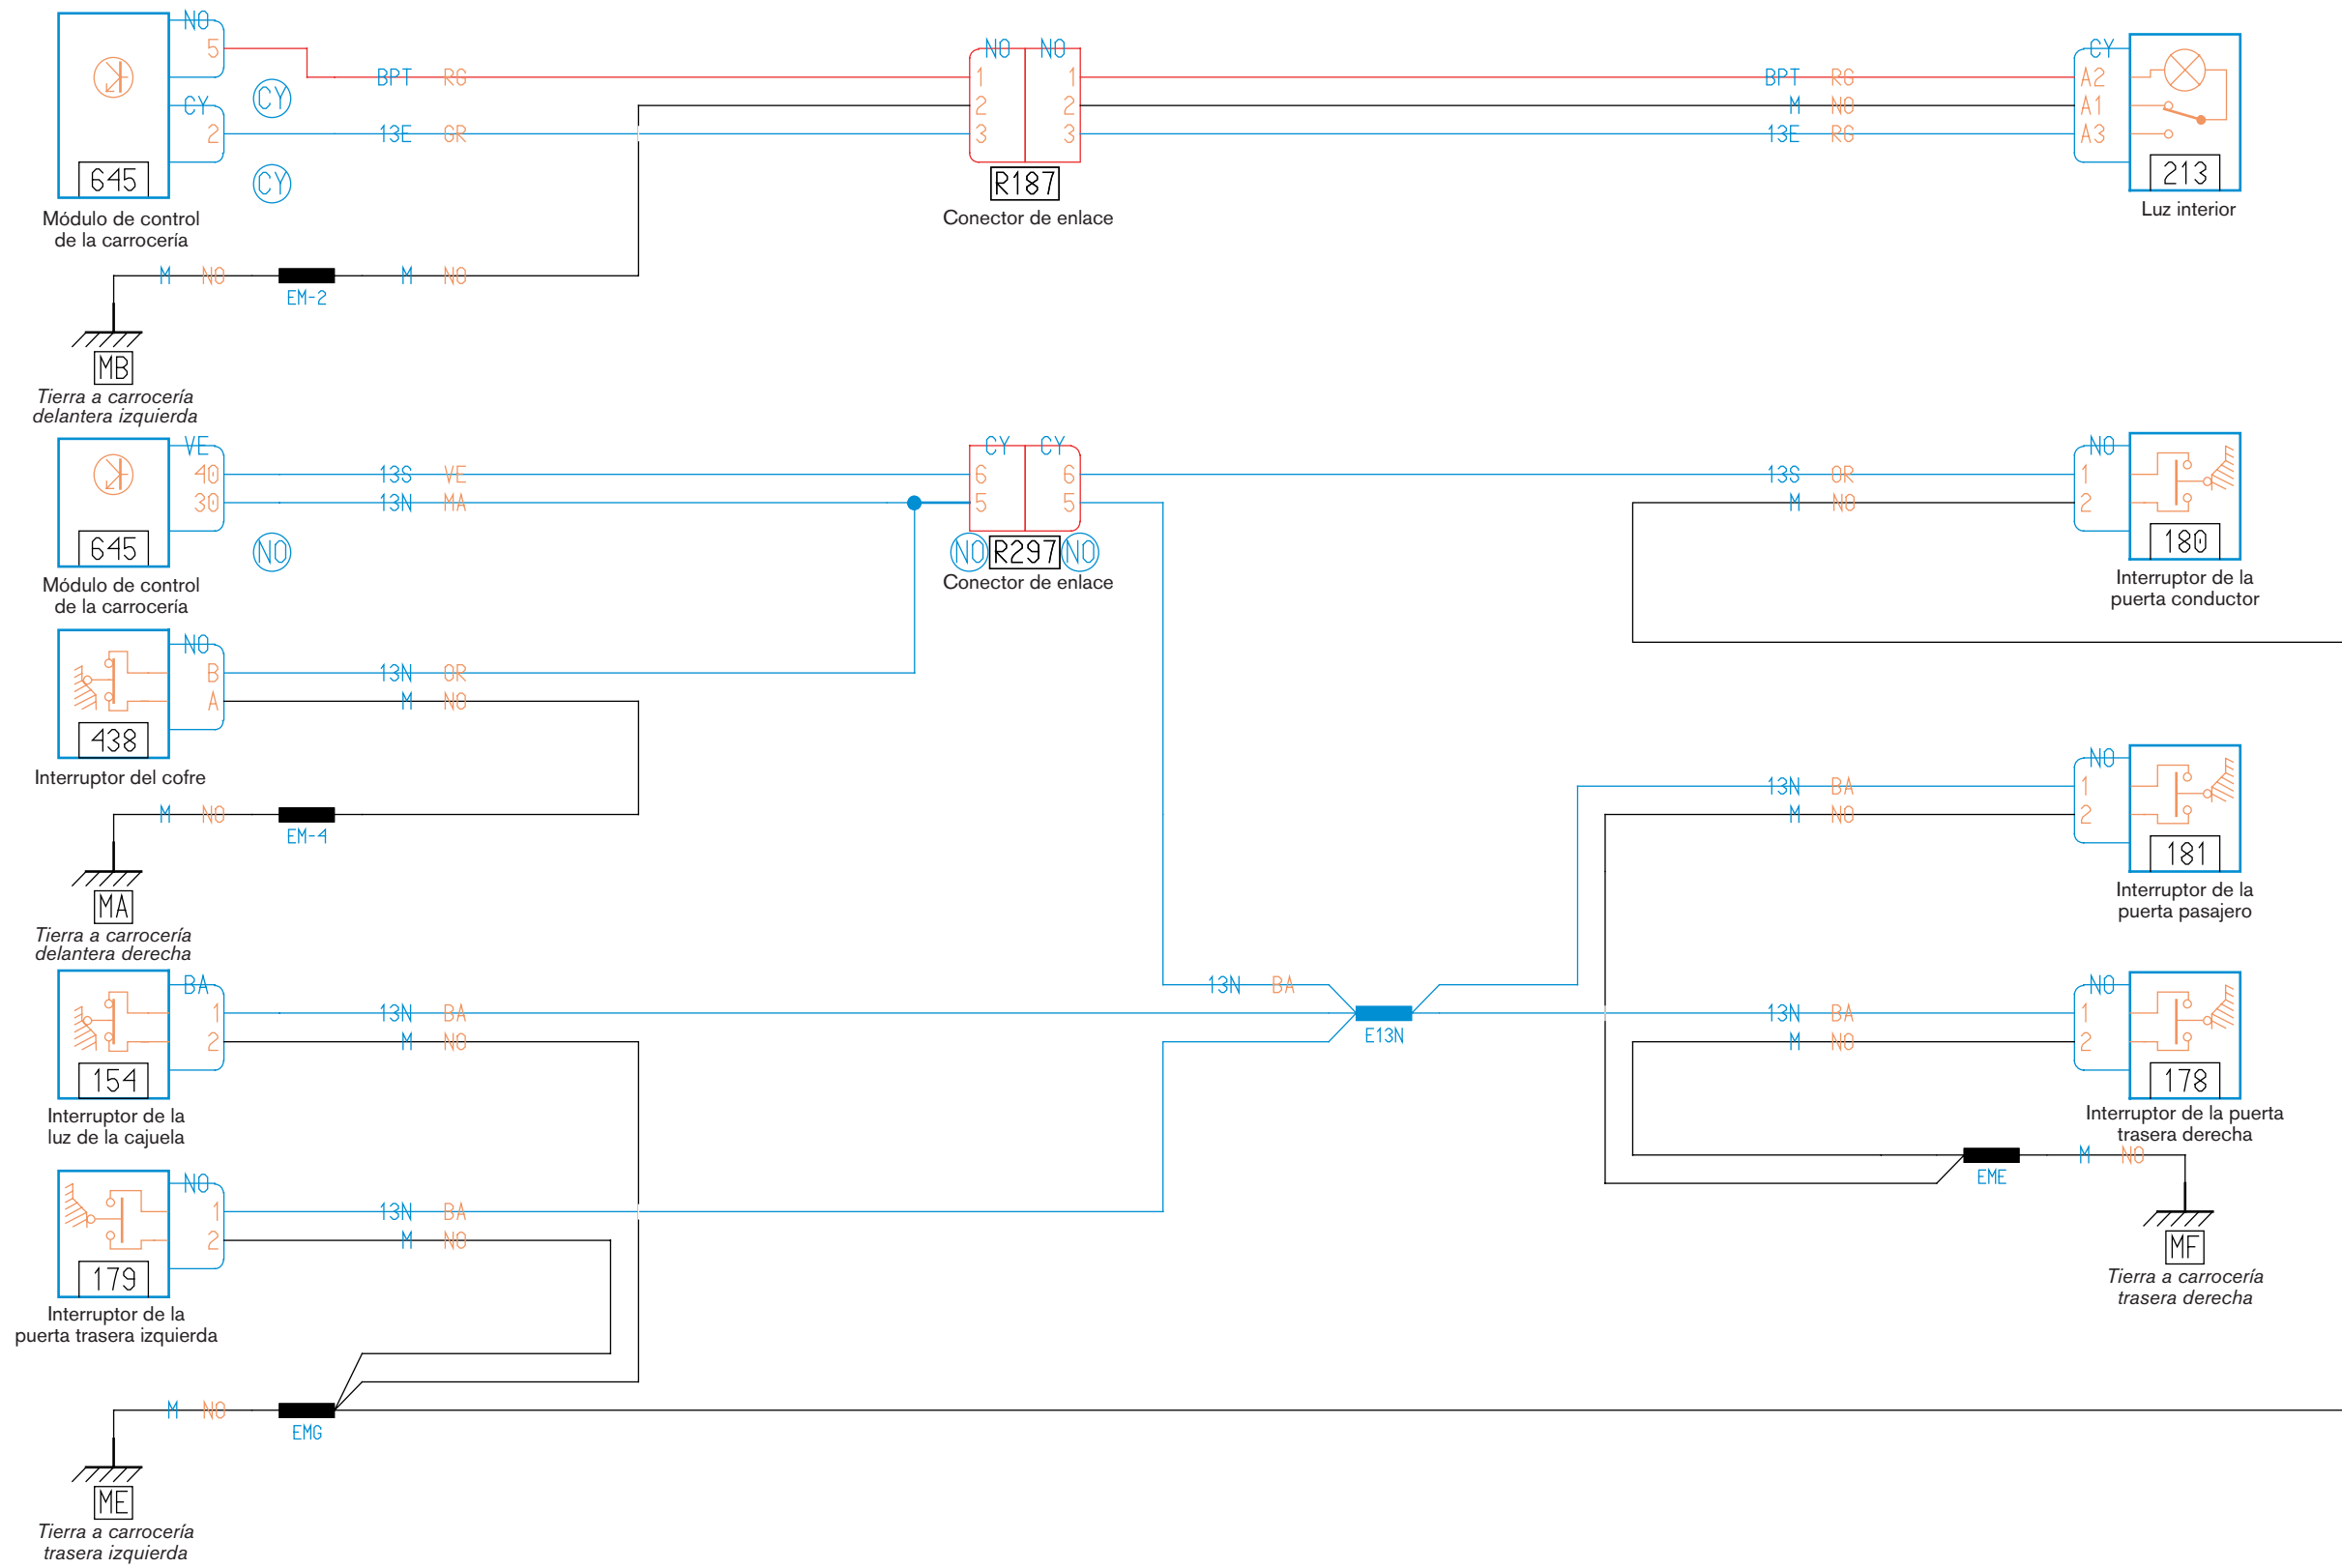 NO
5
BPT RG
NO NO
1 1
BPT RG
CY
A2
CY
CY
2
13E GR
2 2
M NO
A1
3 3
13E RG
A3
645
CY
R187
213
Módulo de control
de la carrocería
Conector de enlace
Luz interior
M NO
EM-2
M NO
MB
Tierra a carrocería
delantera izquierda
VE
40
13S VE
CY CY
6 6
13S OR
NO
1
30
13N MA
5 5
M NO
2
645
NO
NO R297 NO
180
Módulo de control
de la carrocería
Conector de enlace
Interruptor de la
puerta conductor
NO
B
13N OR
A
M NO
438
Interruptor del cofre
M NO
EM-4
NO
1
13N BA
2
M NO
181
Interruptor de la
puerta pasajero
MA
Tierra a carrocería
delantera derecha
BA
1
13N BA
2
M NO
154
Interruptor de la
luz de la cajuela
13N BA
E13N
13N BA
M NO
NO
1
2
178
Interruptor de la puerta
trasera derecha
EME
M NO
MF
Tierra a carrocería
trasera derecha
NO
1
13N BA
2
M NO
179
Interruptor de la
puerta trasera izquierda
M NO
EMG
ME
Tierra a carrocería
trasera izquierda